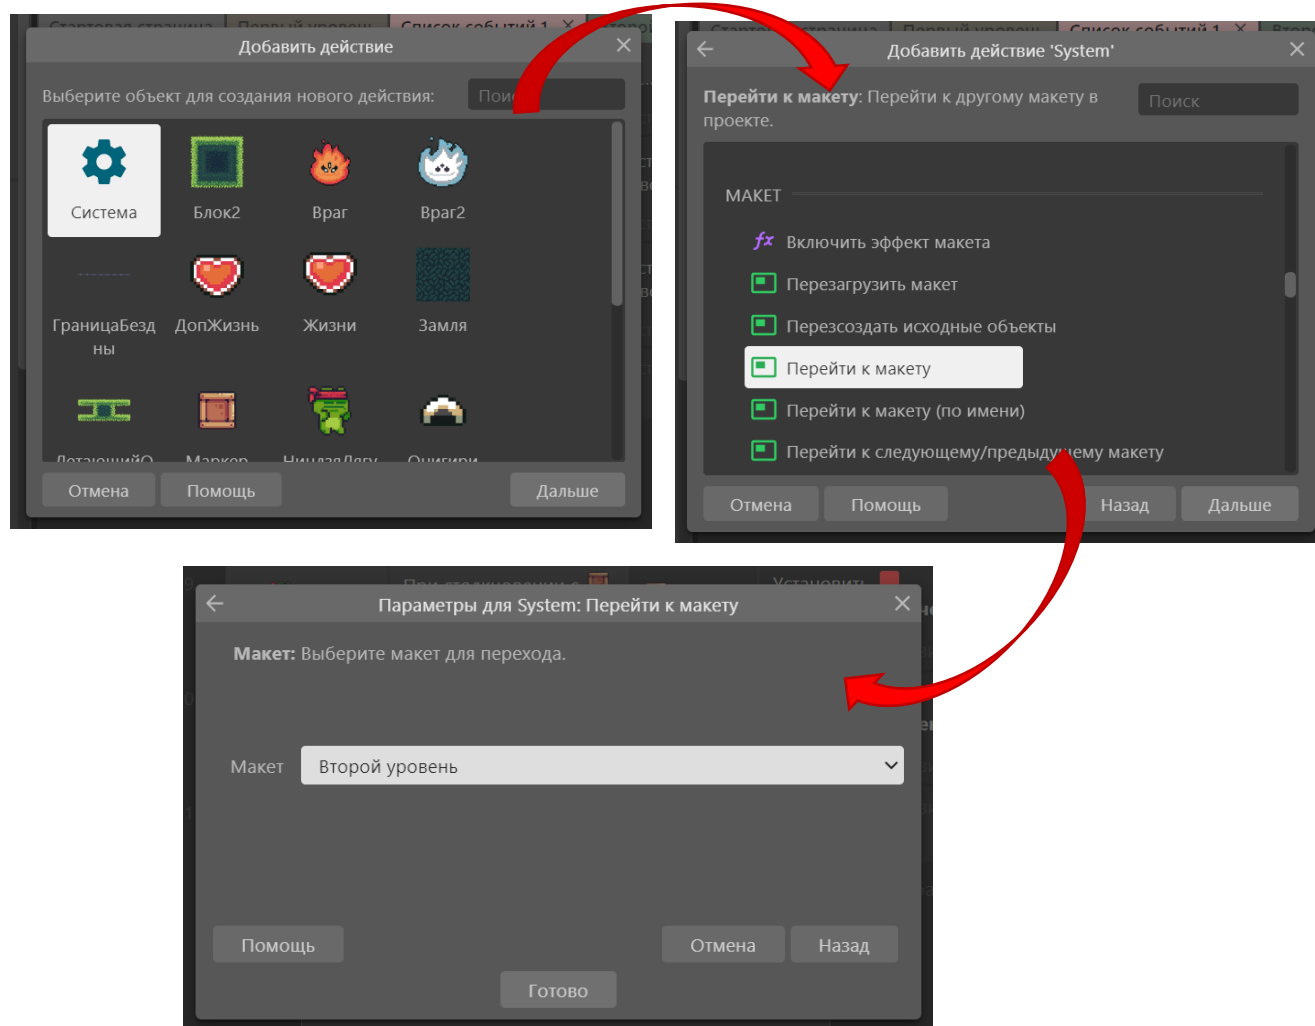 Добавить действие
Выберите объект для создания нового действия:
Система
Блок2
Враг
Враг2
ГраницаБезд
ны
ДопЖизнь
Жизни
Замля
Маркер
Отмена
Помощь
Дальше
Добавить действие 'System'
Перейти к макету: Перейти к другому макету в
проекте.
Поиск
МАКЕТ
Включить эффект макета
Перезагрузить макет
Перезсоздать исходные объекты
Перейти к макету
Перейти к макету (по имени)
Перейти к следующему/предыдущему макету
Отмена
Помощь
Назад
Дальше
Параметры для System: Перейти к макету
Макет: Выберите макет для перехода.
Макет
Второй уровень
Помощь
Отмена
Назад
Готово